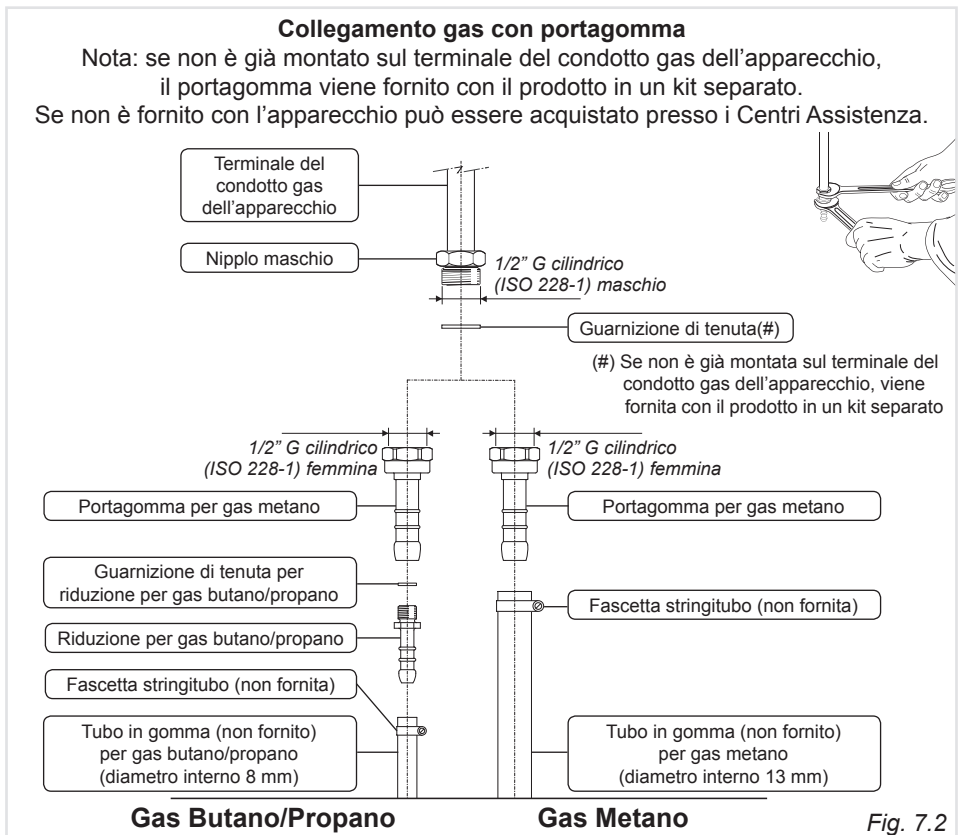 Collegamento gas con portagomma
Nota: se non è già montato sul terminale del condotto gas dell'apparecchio,
il portagomma viene fornito con il prodotto in un kit separato.
Se non è fornito con l'apparecchio può essere acquistato presso i Centri Assistenza.
Terminale del
condotto gas
dell'apparecchio
Nipplo maschio
1/2" G cilindrico
(ISO 228-1) maschio
Guarnizione di tenuta(#)
(#) Se non è già montata sul terminale del
condotto gas dell'apparecchio, viene
fornita con il prodotto in un kit separato
1/2" G cilindrico
(ISO 228-1) femmina
1/2" G cilindrico
(ISO 228-1) femmina
Portagomma per gas metano
Portagomma per gas metano
Guarnizione di tenuta per
riduzione per gas butano/propano
Fascetta stringitubo (non fornita)
Riduzione per gas butano/propano
Fascetta stringitubo (non fornita)
Tubo in gomma (non fornito)
per gas butano/propano
(diametro interno 8 mm)
Tubo in gomma (non fornito)
per gas metano
(diametro interno 13 mm)
Gas Butano/Propano
Gas Metano
Fig. 7.2